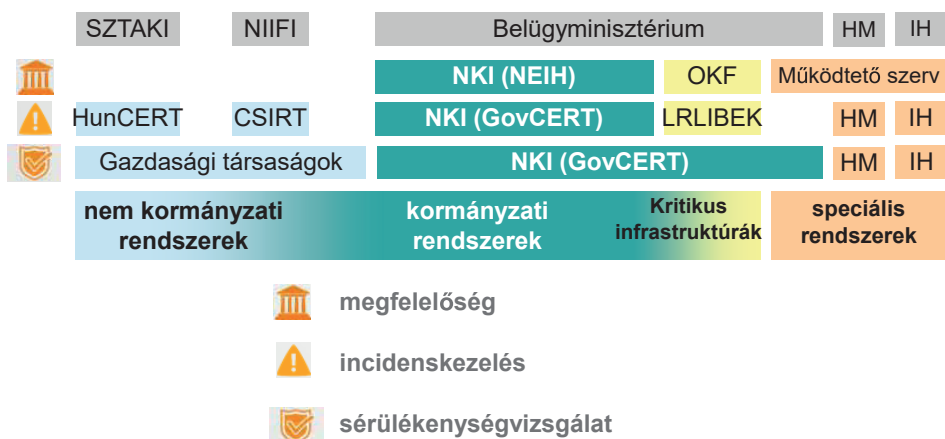 SZTAKI NIIFI Belügyminisztérium HM IH
NKI (NEIH) OKF Működtető szerv
HunCERT CSIRT NKI (GovCERT) LRLIBEK HM IH
Gazdasági társaságok NKI (GovCERT) HM IH
nem kormányzati kormányzati Kritikus speciális
rendszerek rendszerek infrastruktúrák rendszerek
megfelelőség
incidenskezelés
sérülékenységvizsgálat